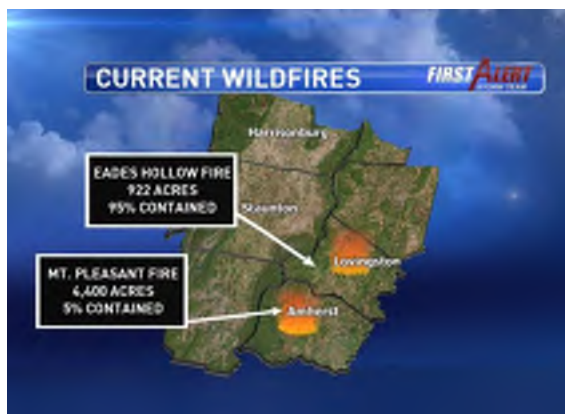 CURRENT WILDFIRES
FIRST ALERT
STORM TEAM
Harrisonburg
EADES HOLLOW FIRE
922 ACRES
95% CONTAINED
Staunton
Lovingston
MT. PLEASANT FIRE
4,400 ACRES
5% CONTAINED
Amherst